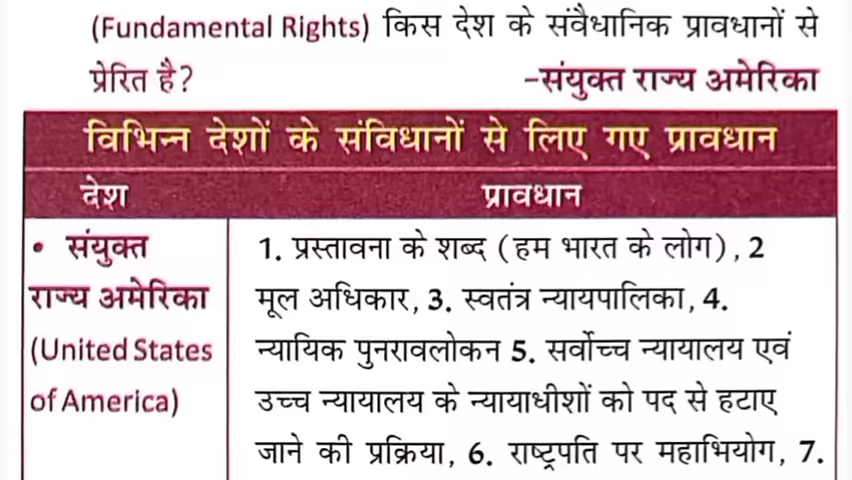 (Fundamental Rights) किस देश के संवैधानिक प्रावधानों से
प्रेरित है? –संयुक्त राज्य अमेरिका
विभिन्न देशों के संविधानों से लिए गए प्रावधान
देश प्रावधान
• संयुक्त
राज्य अमेरिका
(United States
of America)
1. प्रस्तावना के शब्द (हम भारत के लोग), 2
मूल अधिकार, 3. स्वतंत्र न्यायपालिका, 4.
न्यायिक पुनरावलोकन 5. सर्वोच्च न्यायालय एवं
उच्च न्यायालय के न्यायाधीशों को पद से हटाए
जाने की प्रक्रिया, 6. राष्ट्रपति पर महाभियोग, 7.